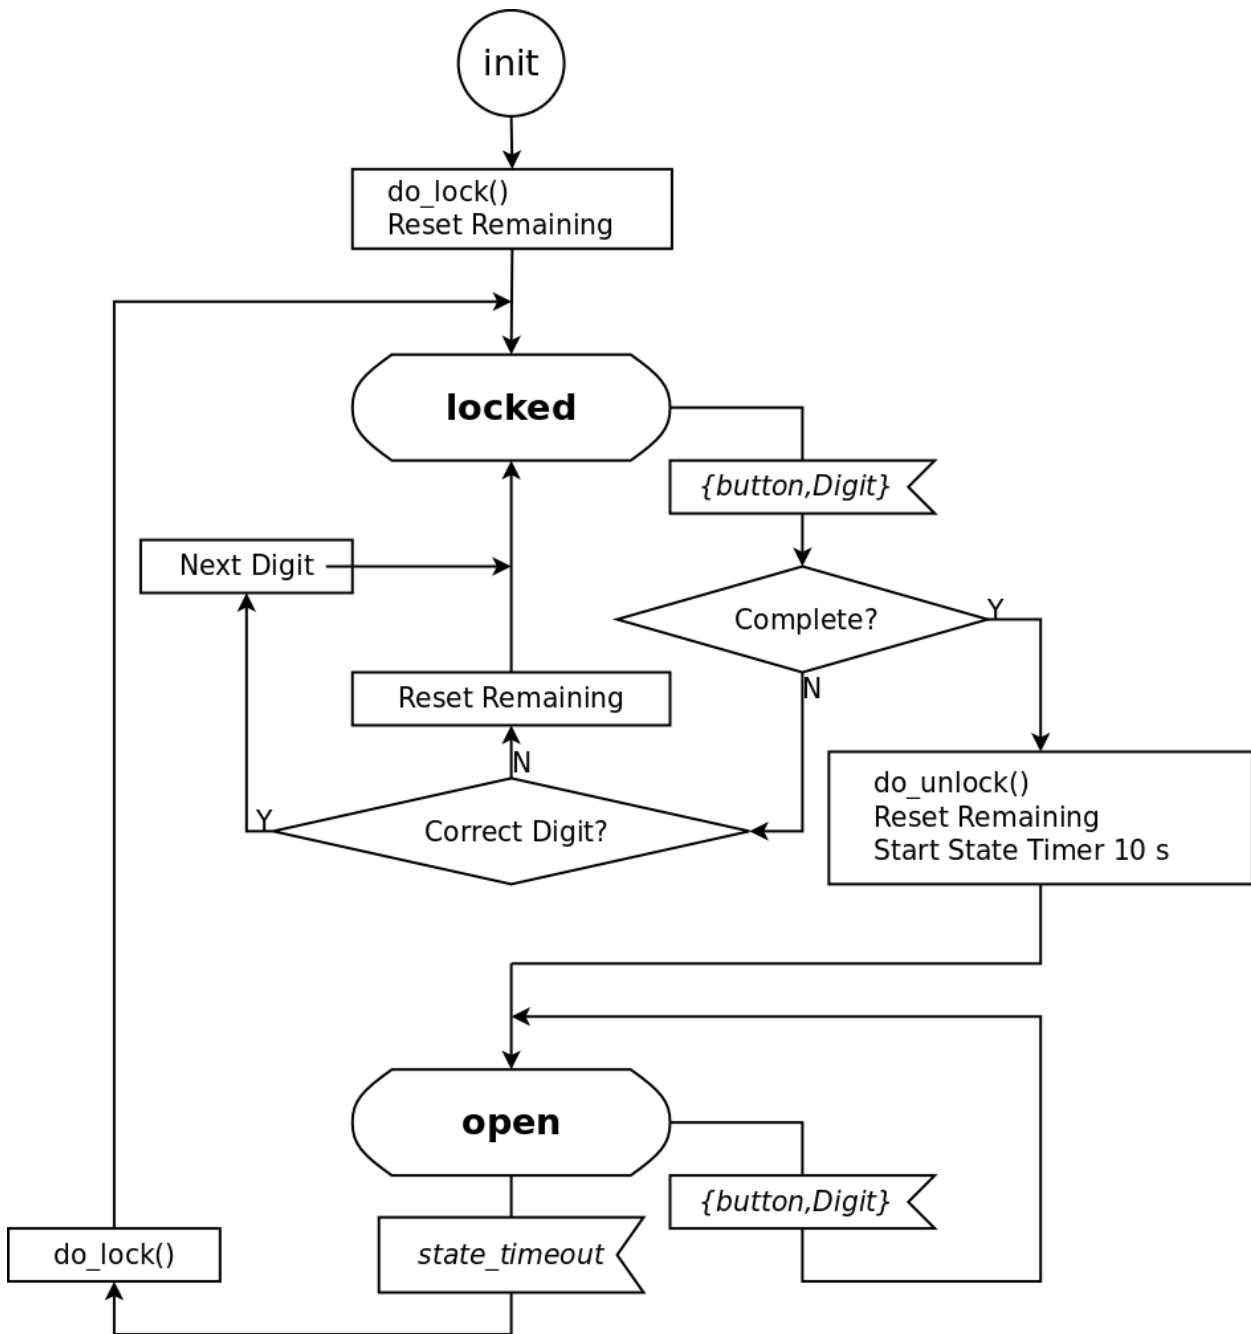 init
do_lock()
Reset Remaining
locked
{button,Digit}
Next Digit
Complete?
Y
N
Reset Remaining
N
Y
Correct Digit?
do_unlock()
Reset Remaining
Start State Timer 10 s
open
{button,Digit}
state_timeout
do_lock()